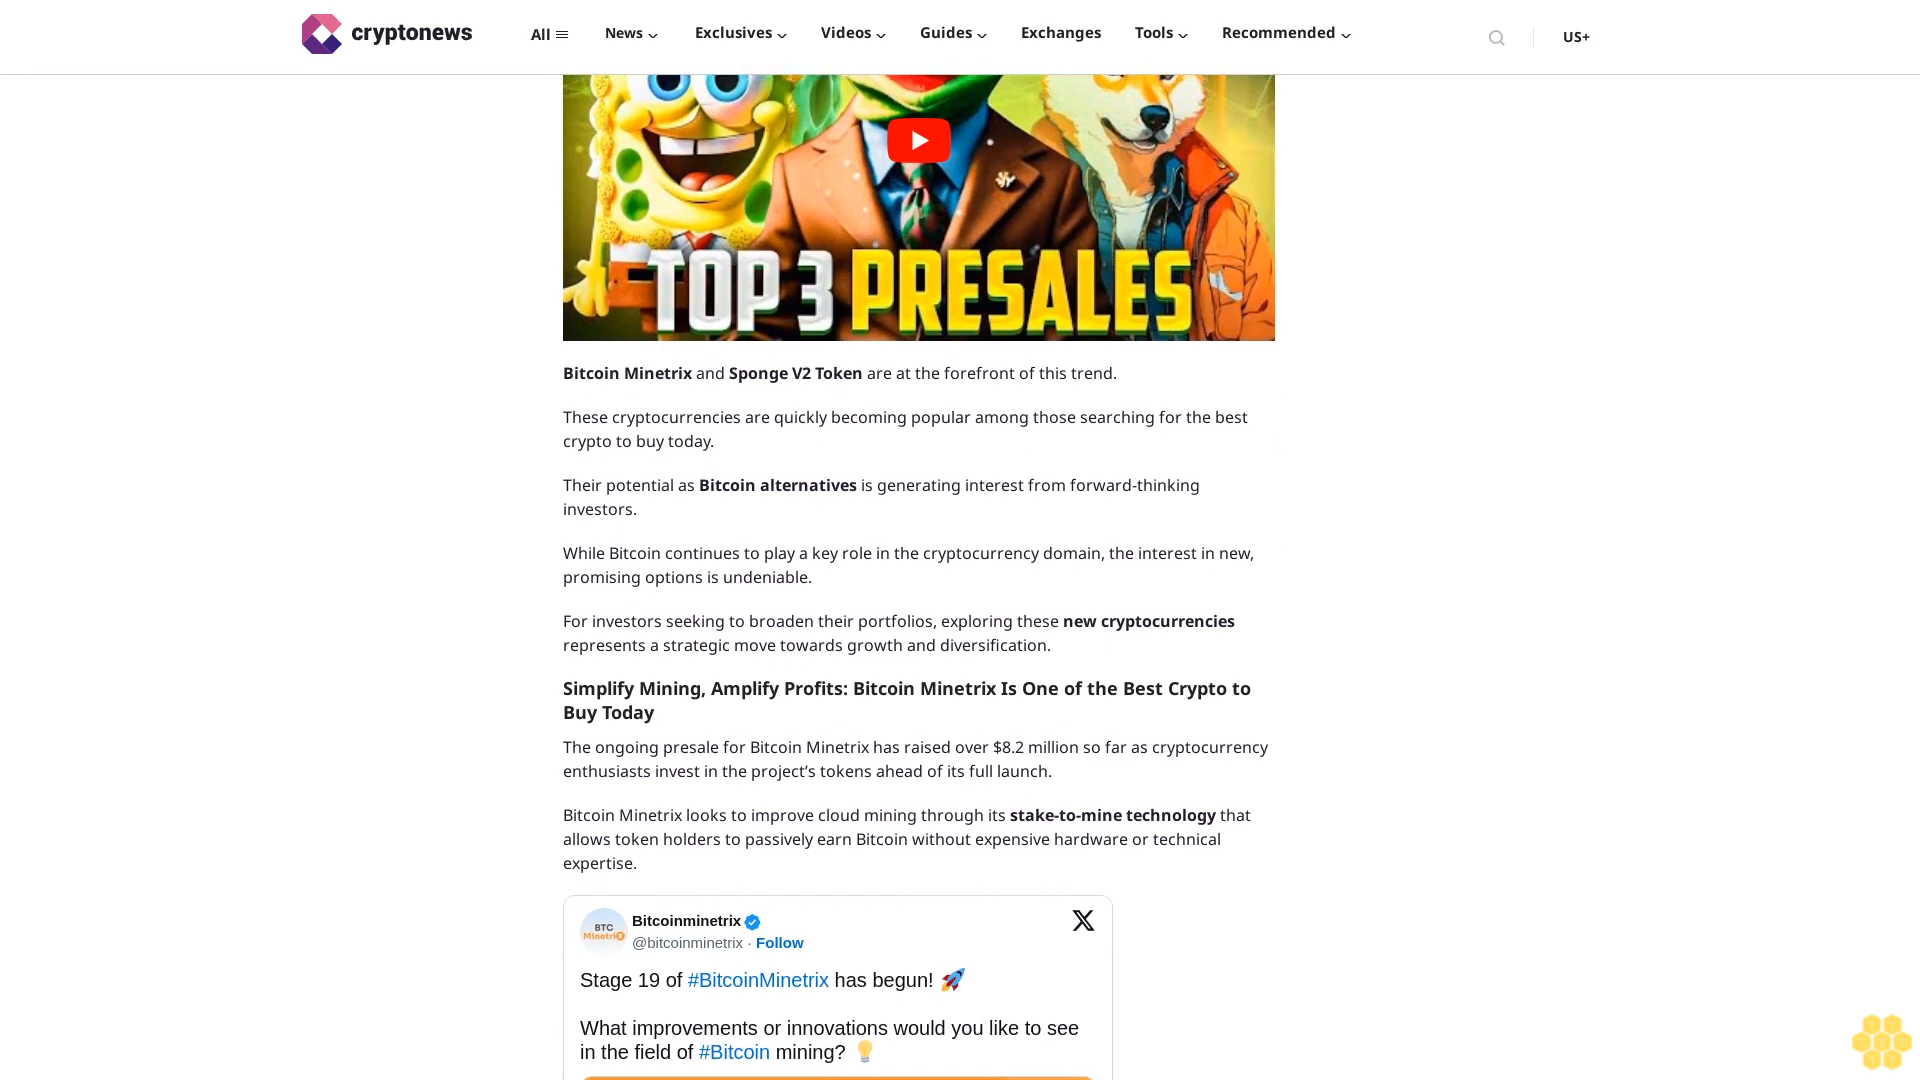 cryptonews
All
News
Exclusives
Videos
Guides
Exchanges
Tools
Recommended
US+
TOP 3 PRESALES
Bitcoin Minetrix and Sponge V2 Token are at the forefront of this trend.
These cryptocurrencies are quickly becoming popular among those searching for the best
crypto to buy today.
Their potential as Bitcoin alternatives is generating interest from forward-thinking
investors.
While Bitcoin continues to play a key role in the cryptocurrency domain, the interest in new,
promising options is undeniable.
For investors seeking to broaden their portfolios, exploring these new cryptocurrencies
represents a strategic move towards growth and diversification.
Simplify Mining, Amplify Profits: Bitcoin Minetrix Is One of the Best Crypto to
Buy Today
The ongoing presale for Bitcoin Minetrix has raised over $8.2 million so far as cryptocurrency
enthusiasts invest in the project’s tokens ahead of its full launch.
Bitcoin Minetrix looks to improve cloud mining through its stake-to-mine technology that
allows token holders to passively earn Bitcoin without expensive hardware or technical
expertise.
BTC
MinetriX
Bitcoinminetrix
@bitcoinminetrix · Follow
Stage 19 of #BitcoinMinetrix has begun! 🚀
What improvements or innovations would you like to see
in the field of #Bitcoin mining? 💡